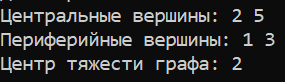 Центральные вершины: 2 5
Периферийные вершины: 1 3
Центр тяжести графа: 2